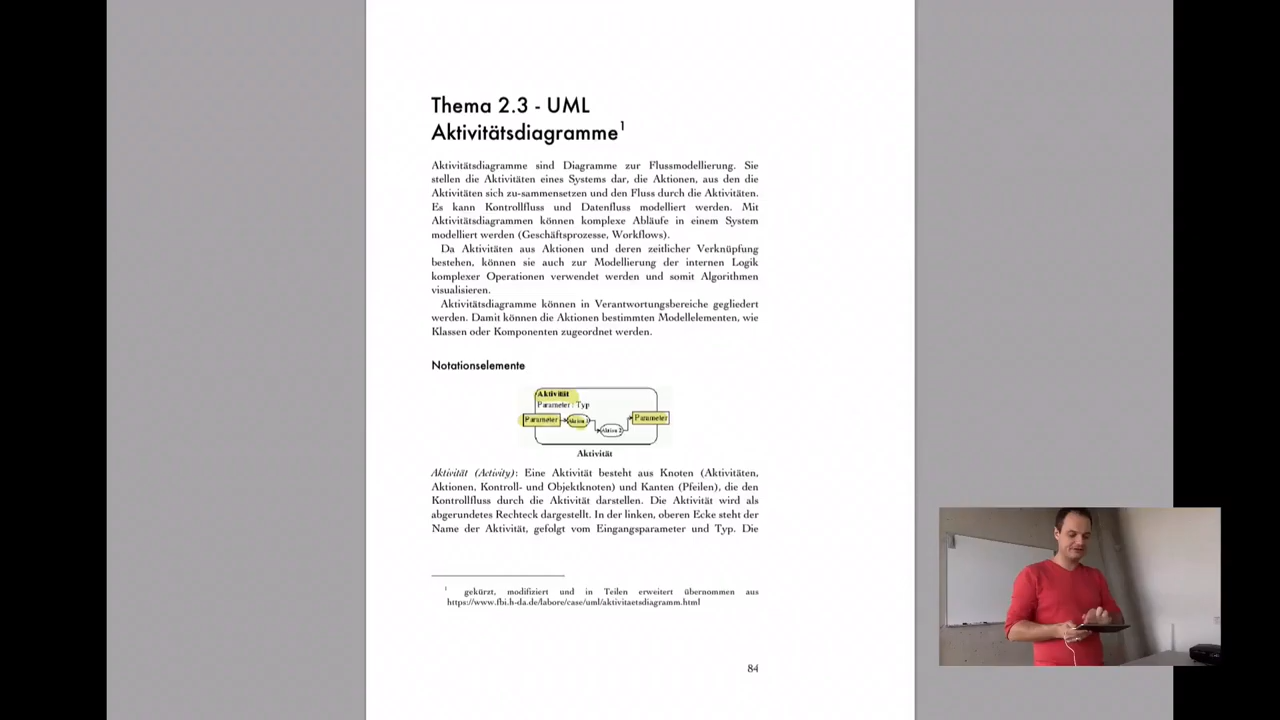 Thema 2.3 - UML
Aktivitätsdiagramme1
Aktivitätsdiagramme sind Diagramme zur Flussmodellierung. Sie
stellen die Aktivitäten eines Systems dar, die Aktionen, aus den die
Aktivitäten sich zu-sammensetzen und den Fluss durch die Aktivitäten.
Es kann Kontrollfluss und Datenfluss modelliert werden. Mit
Aktivitätsdiagrammen können komplexe Abläufe in einem System
modelliert werden (Geschäftsprozesse, Workflows).
Da Aktivitäten aus Aktionen und deren zeitlicher Verknüpfung
bestehen, können sie auch zur Modellierung der internen Logik
komplexer Operationen verwendet werden und somit Algorithmen
visualisieren.
Aktivitätsdiagramme können in Verantwortungsbereiche gegliedert
werden. Damit können die Aktionen bestimmten Modellelementen, wie
Klassen oder Komponenten zugeordnet werden.
Notationselemente
Aktivität
Parameter : Typ
Parameter Aktion 1 Parameter
Aktion 2
Aktivität
Aktivität (Activity): Eine Aktivität besteht aus Knoten (Aktivitäten,
Aktionen, Kontroll- und Objektknoten) und Kanten (Pfeilen), die den
Kontrollfluss durch die Aktivität darstellen. Die Aktivität wird als
abgerundetes Rechteck dargestellt. In der linken, oberen Ecke steht der
Name der Aktivität, gefolgt vom Eingangsparameter und Typ. Die
1 gekürzt, modifiziert und in Teilen erweitert übernommen aus
https://www.fbi.h-da.de/labore/case/uml/aktivitaetsdiagramm.html
84